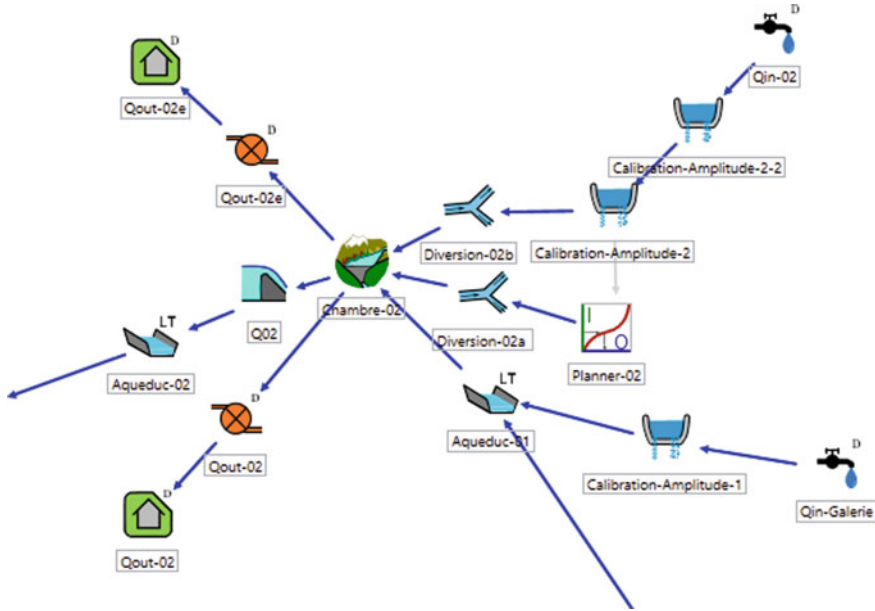 D
Qin-02
D
Qout-02e
D
Qout-02e
Calibration-Amplitude-2-2
Calibration-Amplitude-2
Diversion-02b
Chambre-02
Q02
Diversion-02a
I
O
Planner-02
LT
Aqueduc-02
LT
Aqueduc-01
D
Qout-02
Calibration-Amplitude-1
D
Qin-Galerie
D
Qout-02